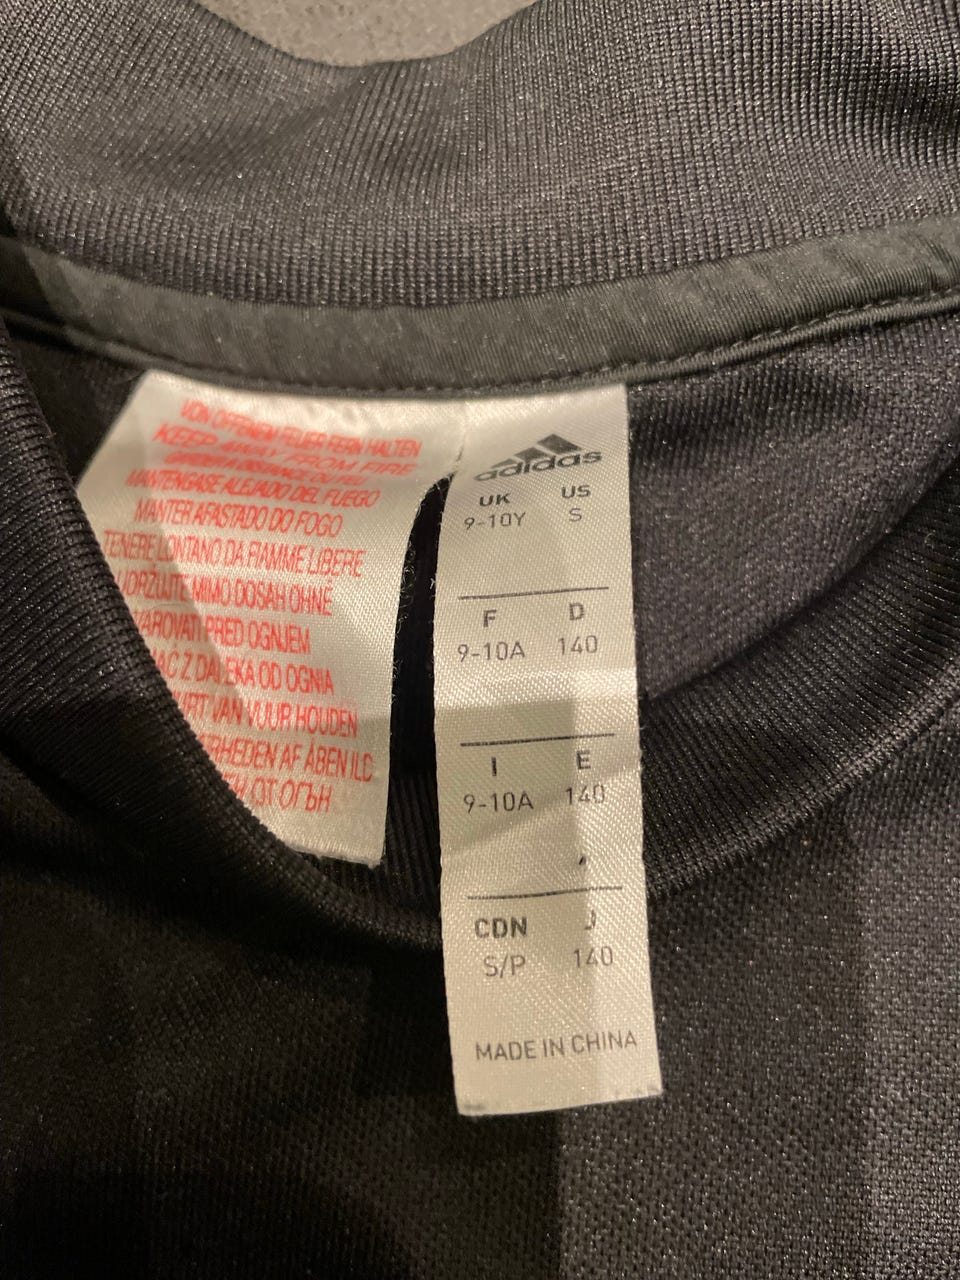 VON OFFENEM FEUER FERN HALTEN
KEEP AWAY FROM FIRE
MANTENGASE ALEJADO DEL FUEGO
MANTER AFASTADO DO FOGO
TENERE LONTANO DA FIAMME LIBERE
MIMO DOSAH OHNĚ
PRED OGNJEM
Z DALEKA OD OGNIA
VAN VUUR HOUDEN
AF ÅBEN ILD
ОТ ОГЪН
adidas
UK US
9-10Y S
F D
9-10A 140
I E
9-10A 140
CDN J
S/P 140
MADE IN CHINA